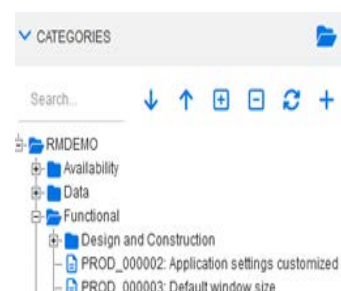 CATEGORIES
Search...
RMDEMO
Availability
Data
Functional
Design and Construction
PROD_000002: Application settings customized
PROD_000003: Default window size